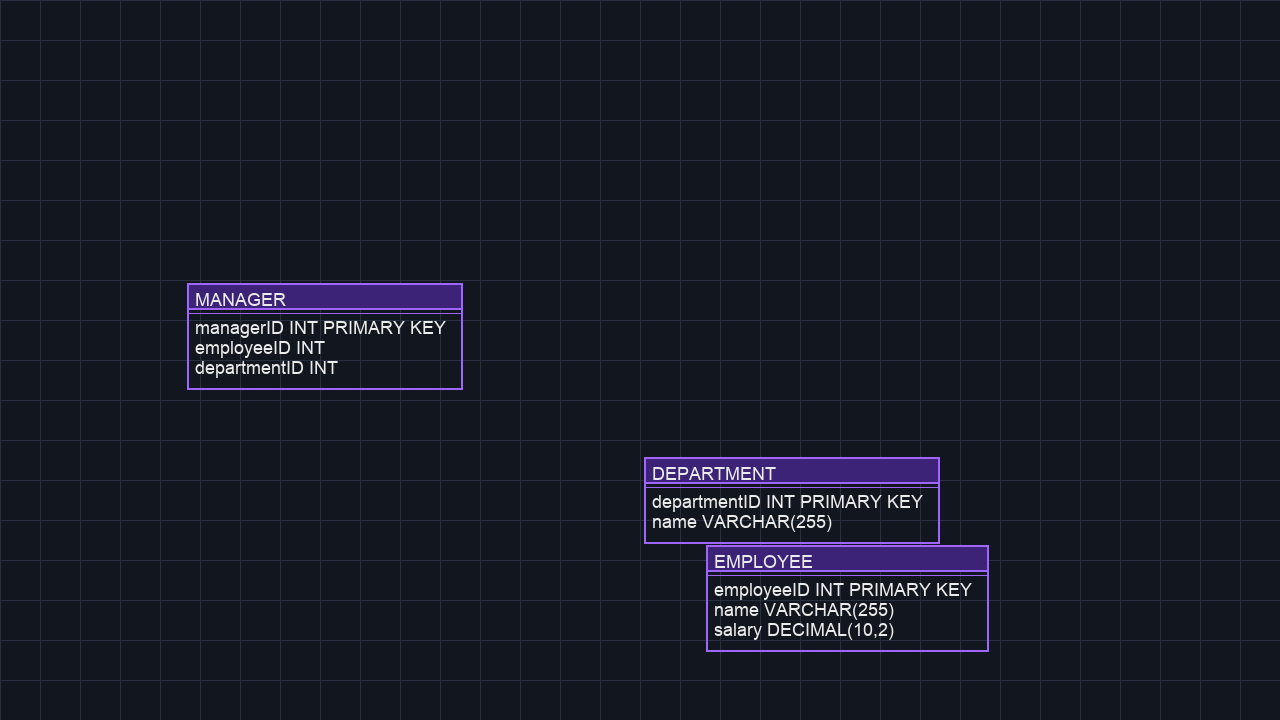 MANAGER
managerID INT PRIMARY KEY
employeeID INT
departmentID INT
DEPARTMENT
departmentID INT PRIMARY KEY
name VARCHAR(255)
EMPLOYEE
employeeID INT PRIMARY KEY
name VARCHAR(255)
salary DECIMAL(10,2)